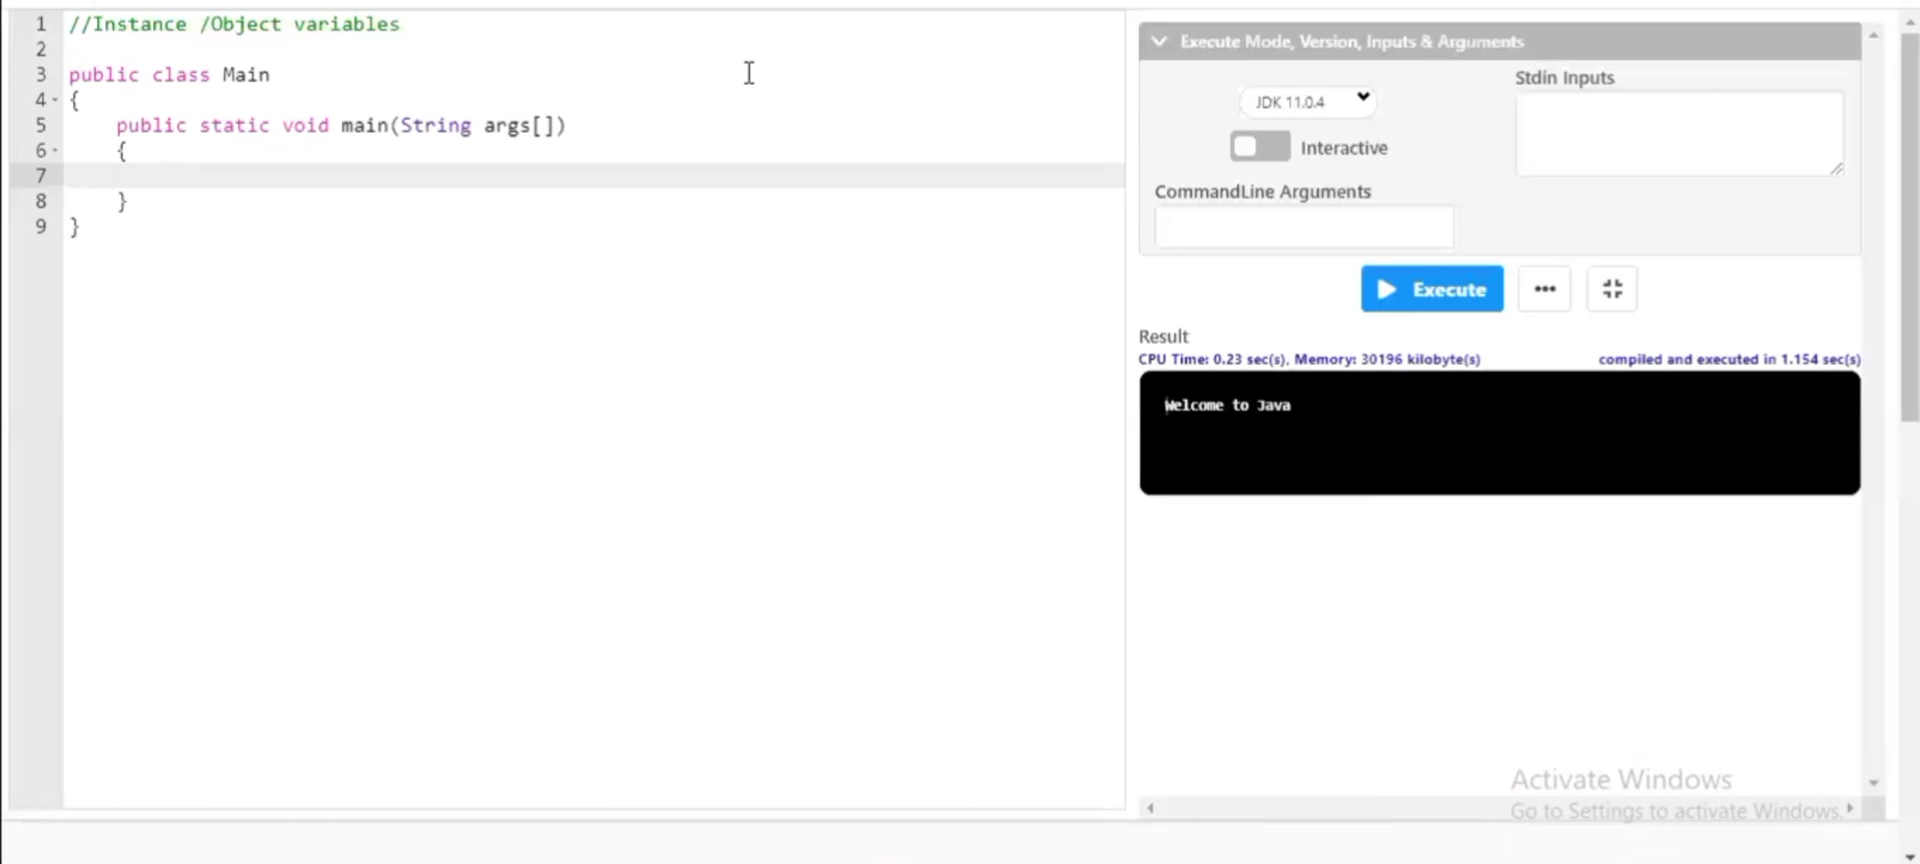 1 //Instance /Object variables
2
3 public class Main
4 {
5 public static void main(String args[])
6 {
7
8 }
9 }
Execute Mode, Version, Inputs & Arguments
JDK 11.0.4
Interactive
Stdin Inputs
CommandLine Arguments
Execute
Result
CPU Time: 0.23 sec(s), Memory: 30196 kilobyte(s) compiled and executed in 1.154 sec(s)
Welcome to Java
Activate Windows
Go to Settings to activate Windows.